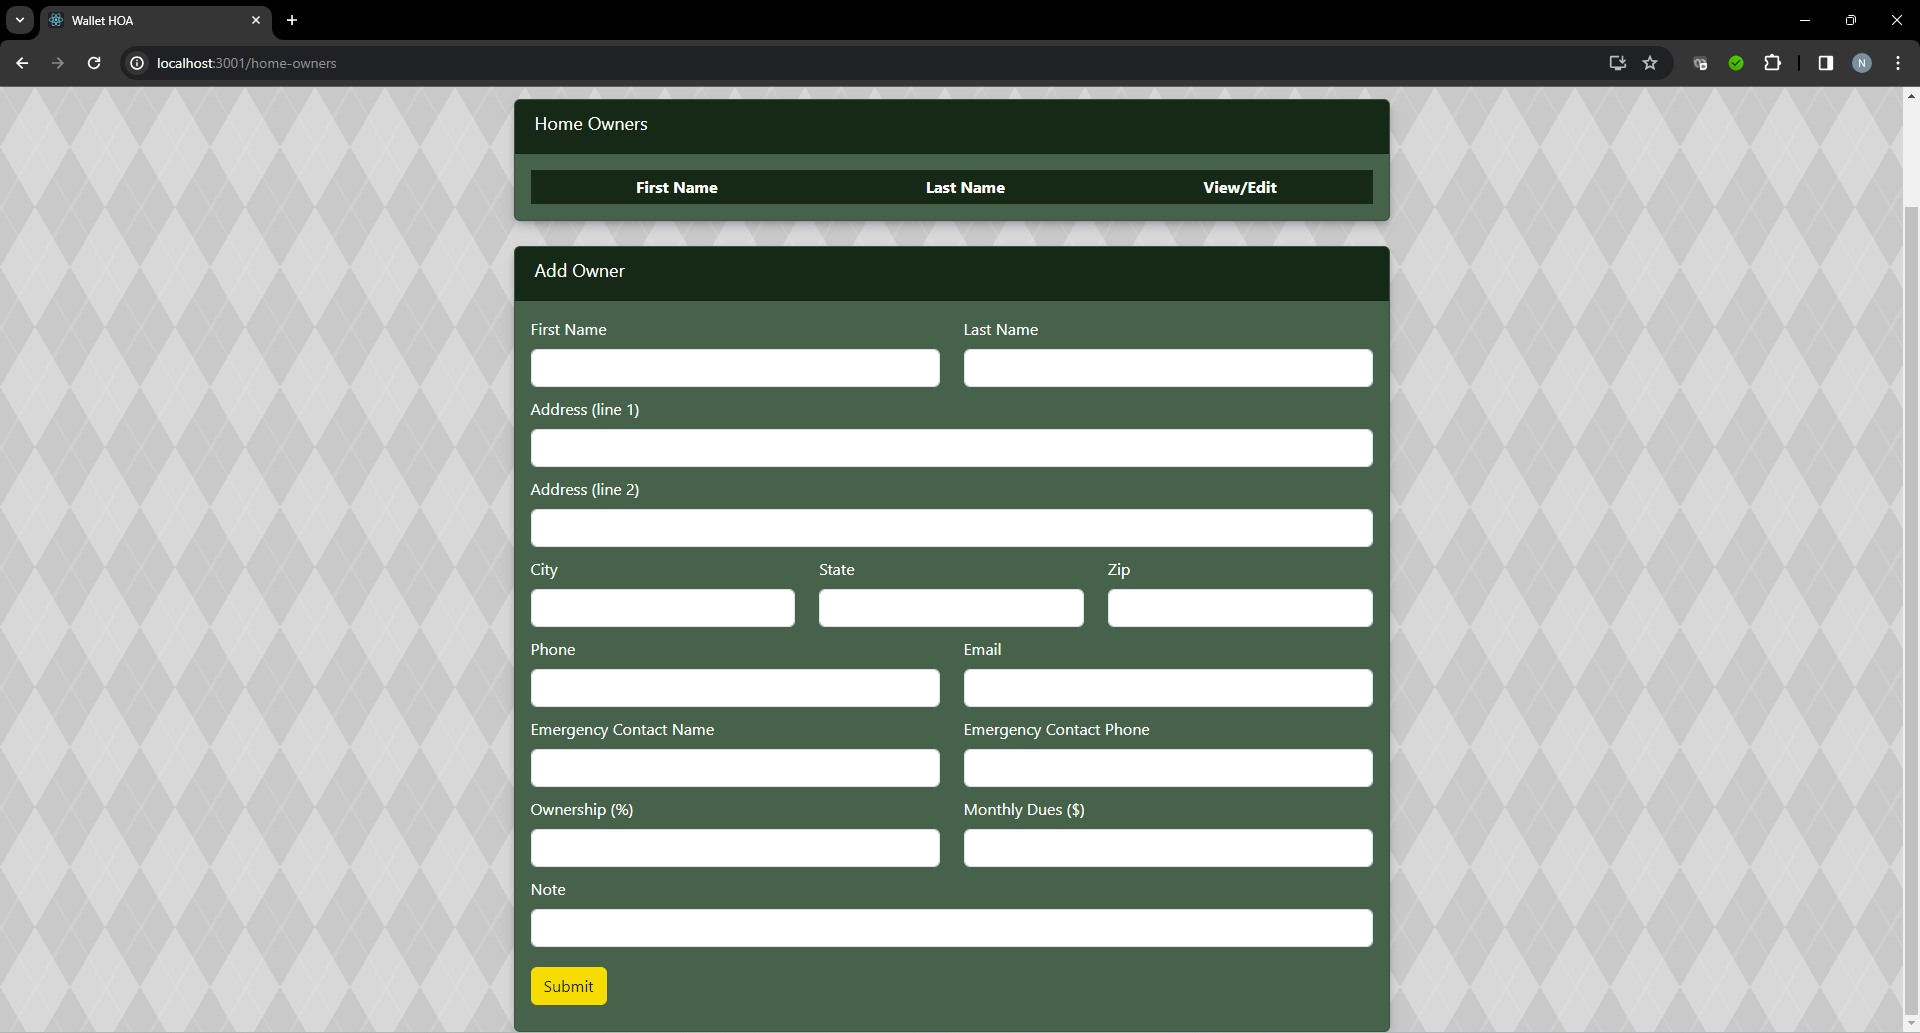 Wallet HOA
localhost:3001/home-owners
N
Home Owners
First Name Last Name View/Edit
Add Owner
First Name Last Name
Address (line 1)
Address (line 2)
City State Zip
Phone Email
Emergency Contact Name Emergency Contact Phone
Ownership (%) Monthly Dues ($)
Note
Submit